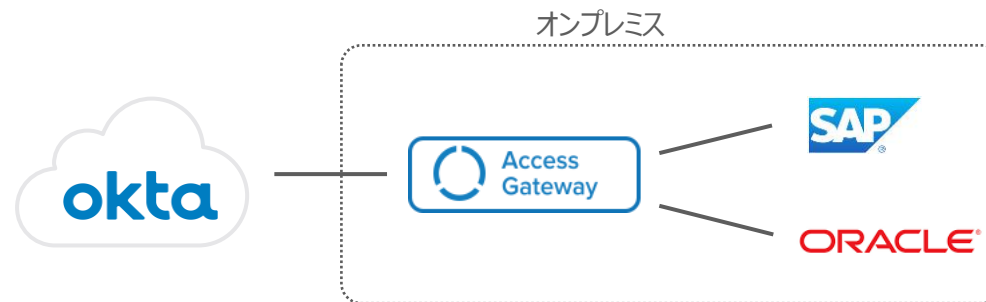 オンプレミス
okta
Access
Gateway
SAP®
ORACLE®